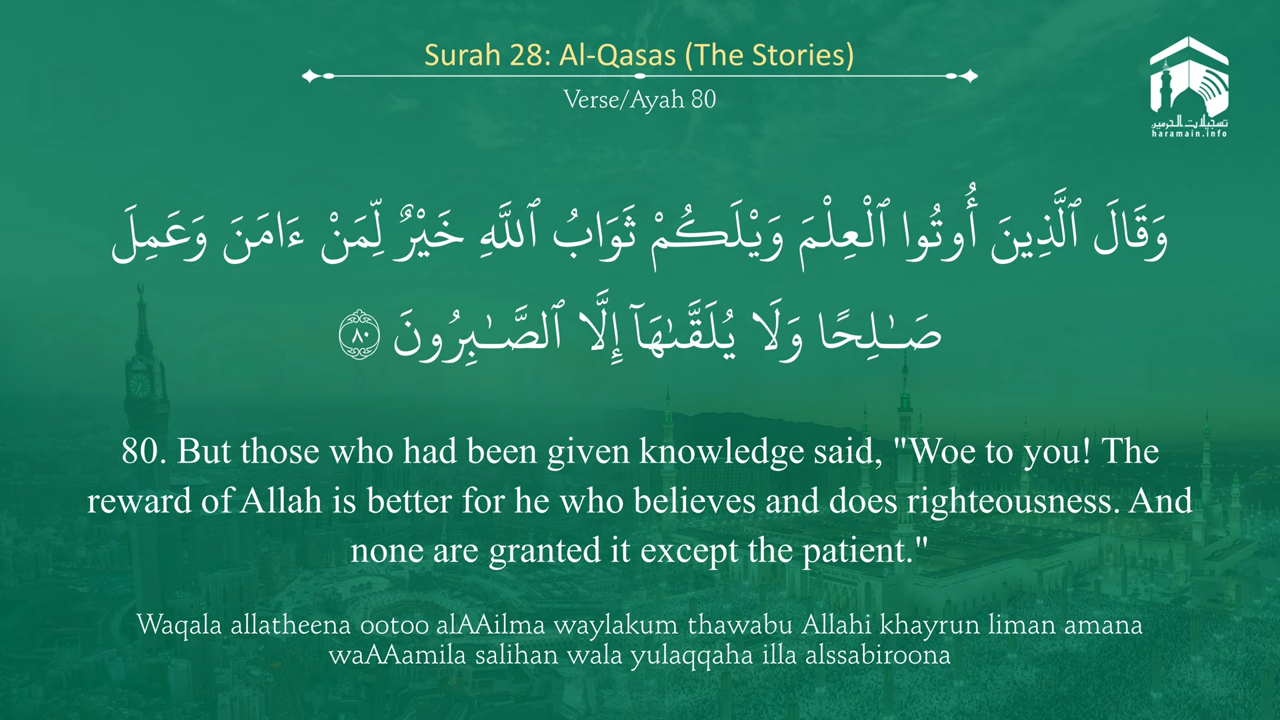 Surah 28: Al-Qasas (The Stories)
Verse/Ayah 80
تسجيلات الحرمين
haramain.info
وَقَالَ ٱلَّذِينَ أُوتُوا ٱلْعِلْمَ وَيْلَكُمْ ثَوَابُ ٱللَّهِ خَيْرٌ لِّمَنْ ءَامَنَ وَعَمِلَ
صَـٰلِحًا وَلَا يُلَقَّىٰهَآ إِلَّا ٱلصَّـٰبِرُونَ ٨٠
80. But those who had been given knowledge said, "Woe to you! The
reward of Allah is better for he who believes and does righteousness. And
none are granted it except the patient."
Waqala allatheena ootoo alAAilma waylakum thawabu Allahi khayrun liman amana
waAAamila salihan wala yulaqqaha illa alssabiroona